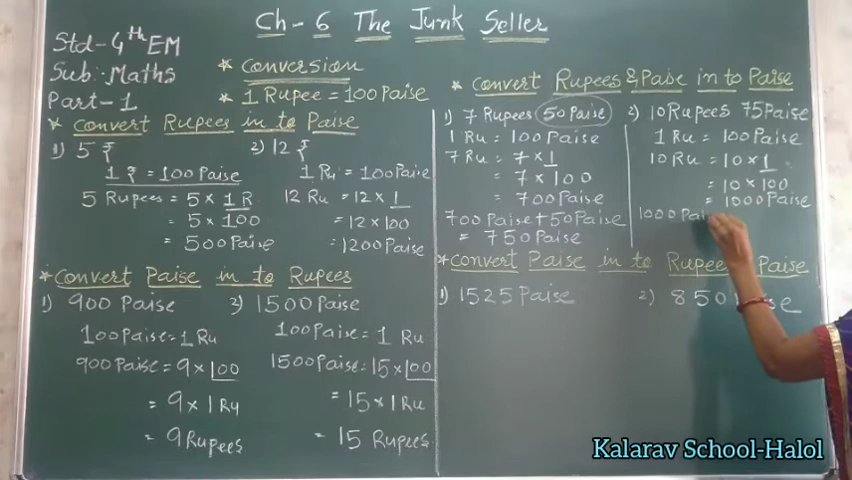 Ch - 6 The Junk Seller
Std - 4th EM
Sub:- Maths
Part - 1
* Conversion
* 1 Rupee = 100 Paise
* Convert Rupees in to Paise
1) 5 ₹
1 ₹ = 100 Paise
5 Rupees = 5 × 1 R
= 5 × 100
= 500 Paise
2) 12 ₹
1 Ru = 100 Paise
12 Ru = 12 × 1
= 12 × 100
= 1200 Paise
* Convert Paise in to Rupees
1) 900 Paise
100 Paise = 1 Ru
900 Paise = 9 × 100
= 9 × 1 Ru
= 9 Rupees
2) 1500 Paise
100 Paise = 1 Ru
1500 Paise = 15 × 100
= 15 × 1 Ru
= 15 Rupees
* Convert Rupees & Paise in to Paise
1) 7 Rupees 50 Paise
1 Ru = 100 Paise
7 Ru = 7 × 1
= 7 × 100
= 700 Paise
700 Paise + 50 Paise
= 750 Paise
2) 10 Rupees 75 Paise
1 Ru = 100 Paise
10 Ru = 10 × 1
= 10 × 100
= 1000 Paise
1000 Pais
* Convert Paise in to Rupees Paise
1) 1525 Paise
2) 850
Kalarav School-Halol